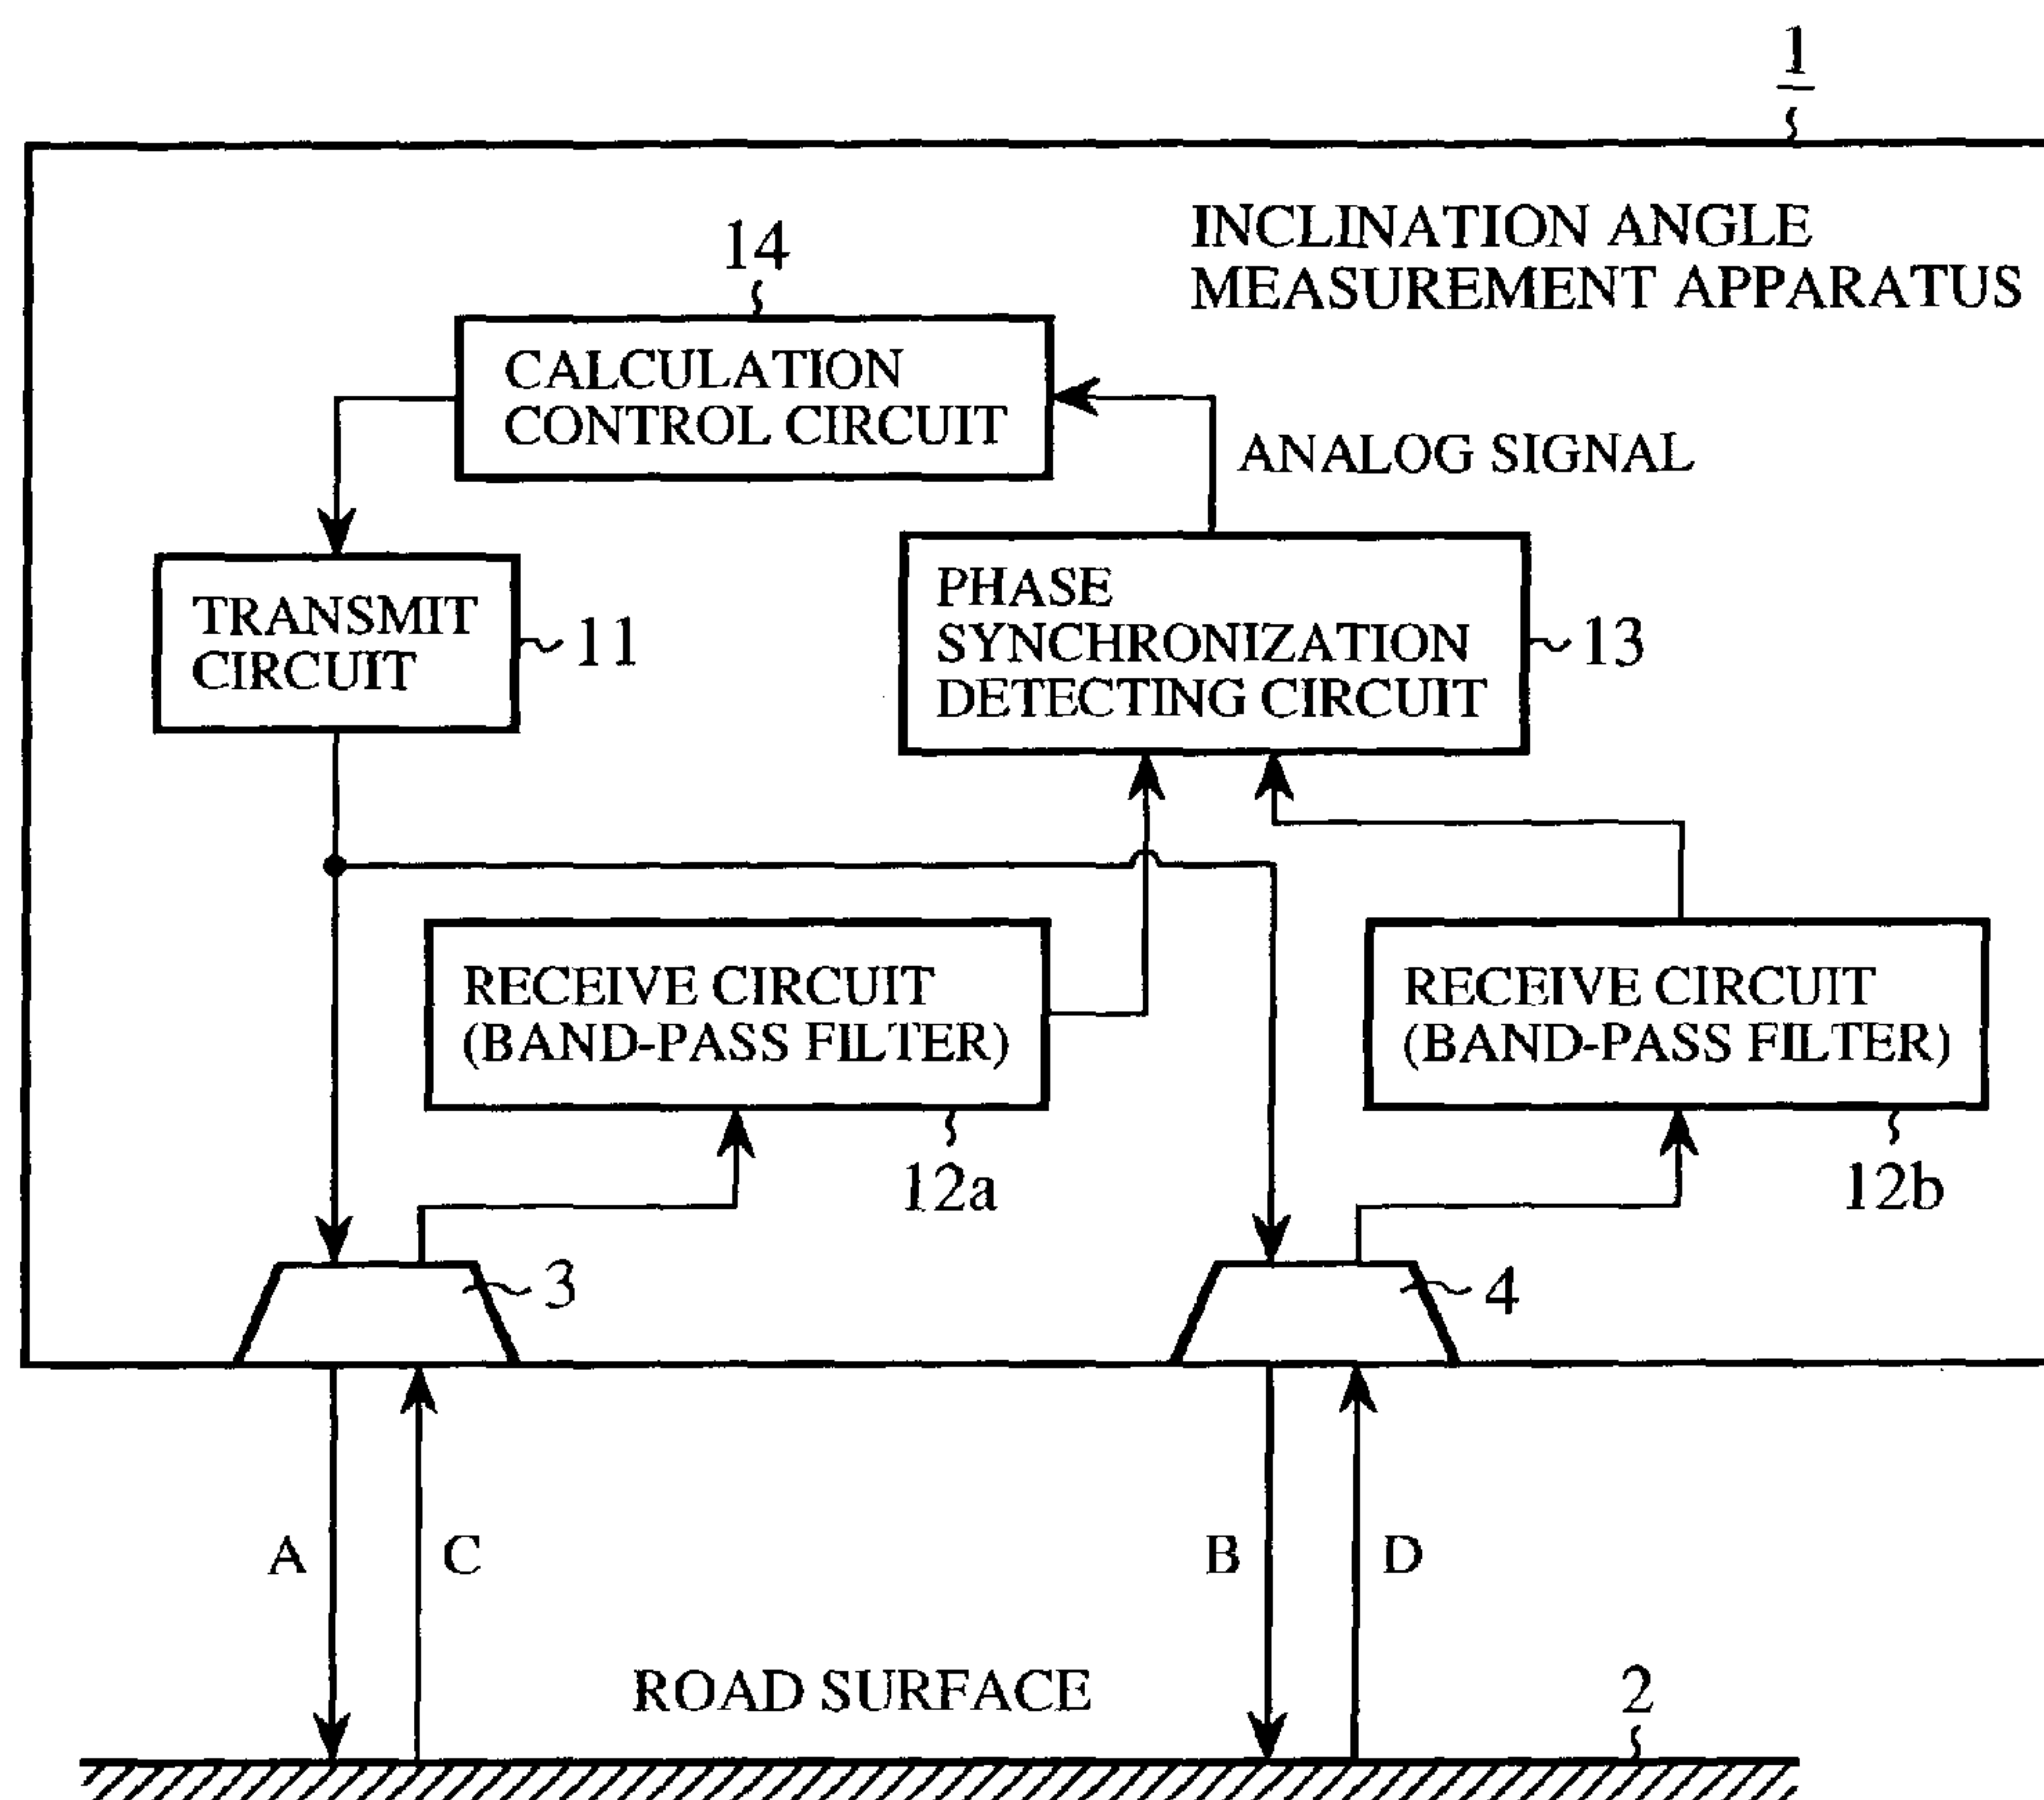 1
INCLINATION ANGLE
MEASUREMENT APPARATUS
14
CALCULATION
CONTROL CIRCUIT
ANALOG SIGNAL
TRANSMIT
CIRCUIT
11
PHASE
SYNCHRONIZATION
DETECTING CIRCUIT
13
RECEIVE CIRCUIT
(BAND-PASS FILTER)
12a
RECEIVE CIRCUIT
(BAND-PASS FILTER)
12b
3
4
A
C
B
D
ROAD SURFACE
2